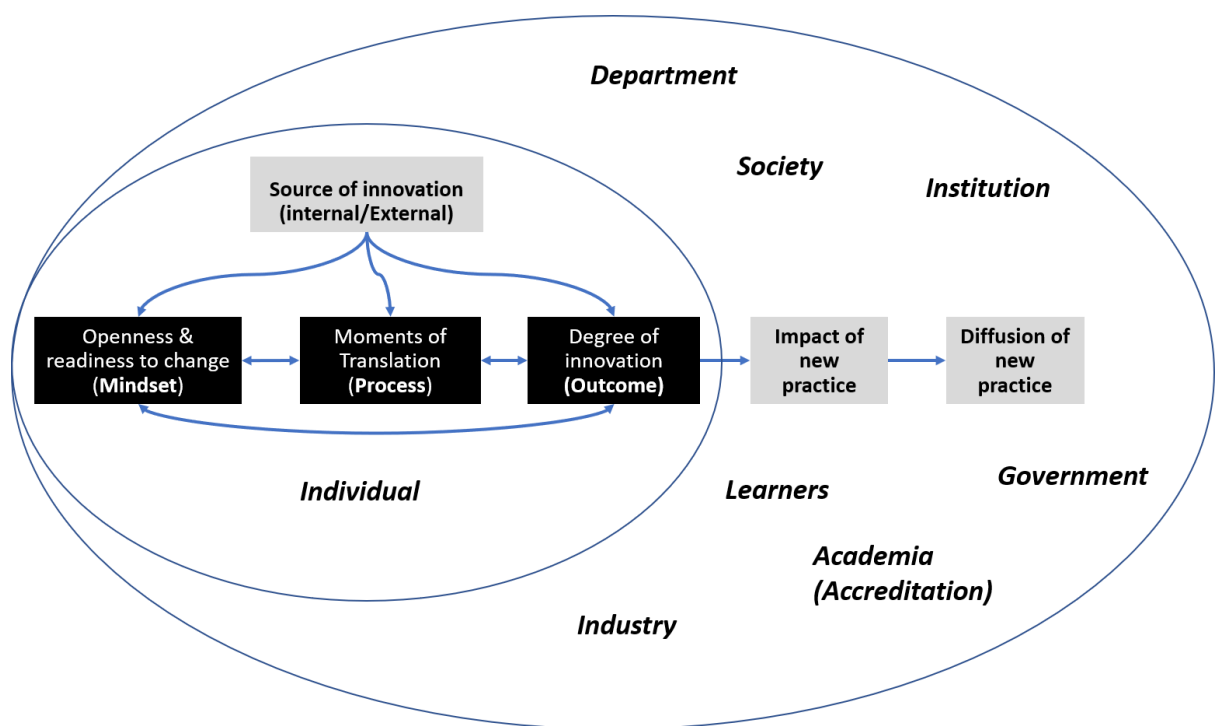 Department
Society
Institution
Source of innovation
(internal/External)
Openness &
readiness to change
(Mindset)
Moments of
Translation
(Process)
Degree of
innovation
(Outcome)
Impact of
new
practice
Diffusion of
new
practice
Individual
Learners
Government
Academia
(Accreditation)
Industry